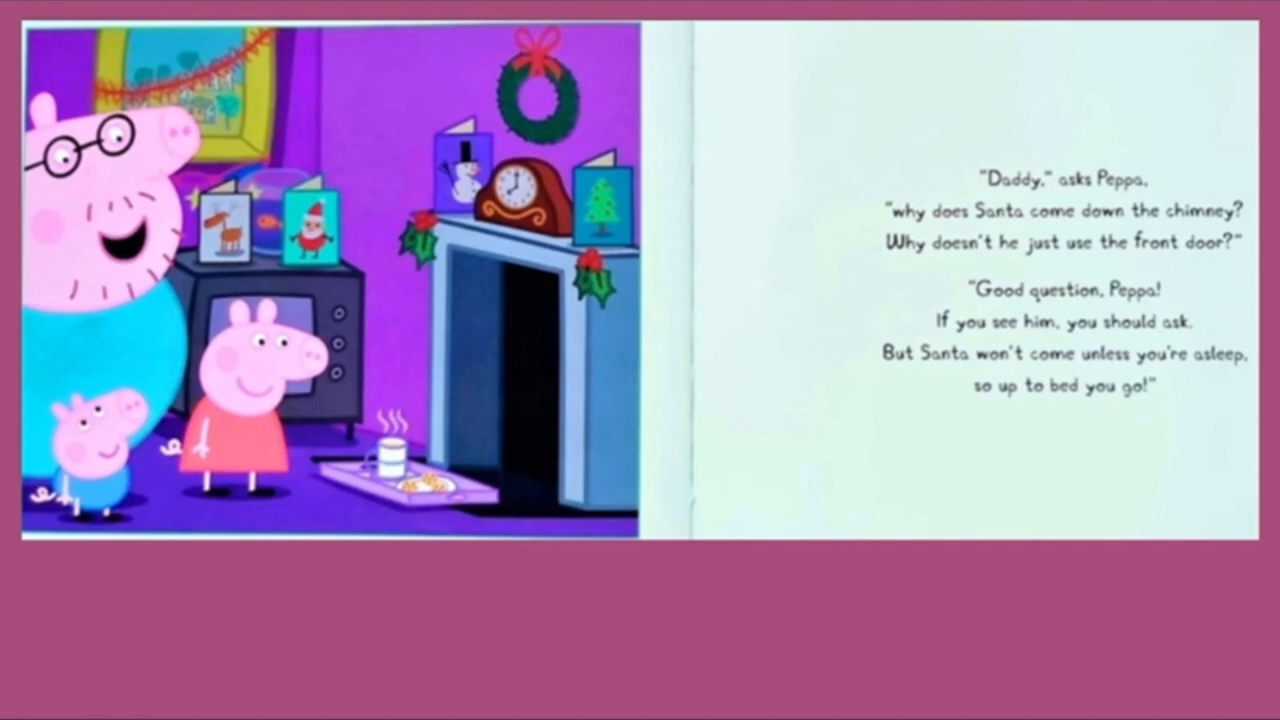 "Daddy," asks Peppa,
"why does Santa come down the chimney?
Why doesn't he just use the front door?"
"Good question, Peppa!
If you see him, you should ask.
But Santa won't come unless you're asleep,
so up to bed you go!"